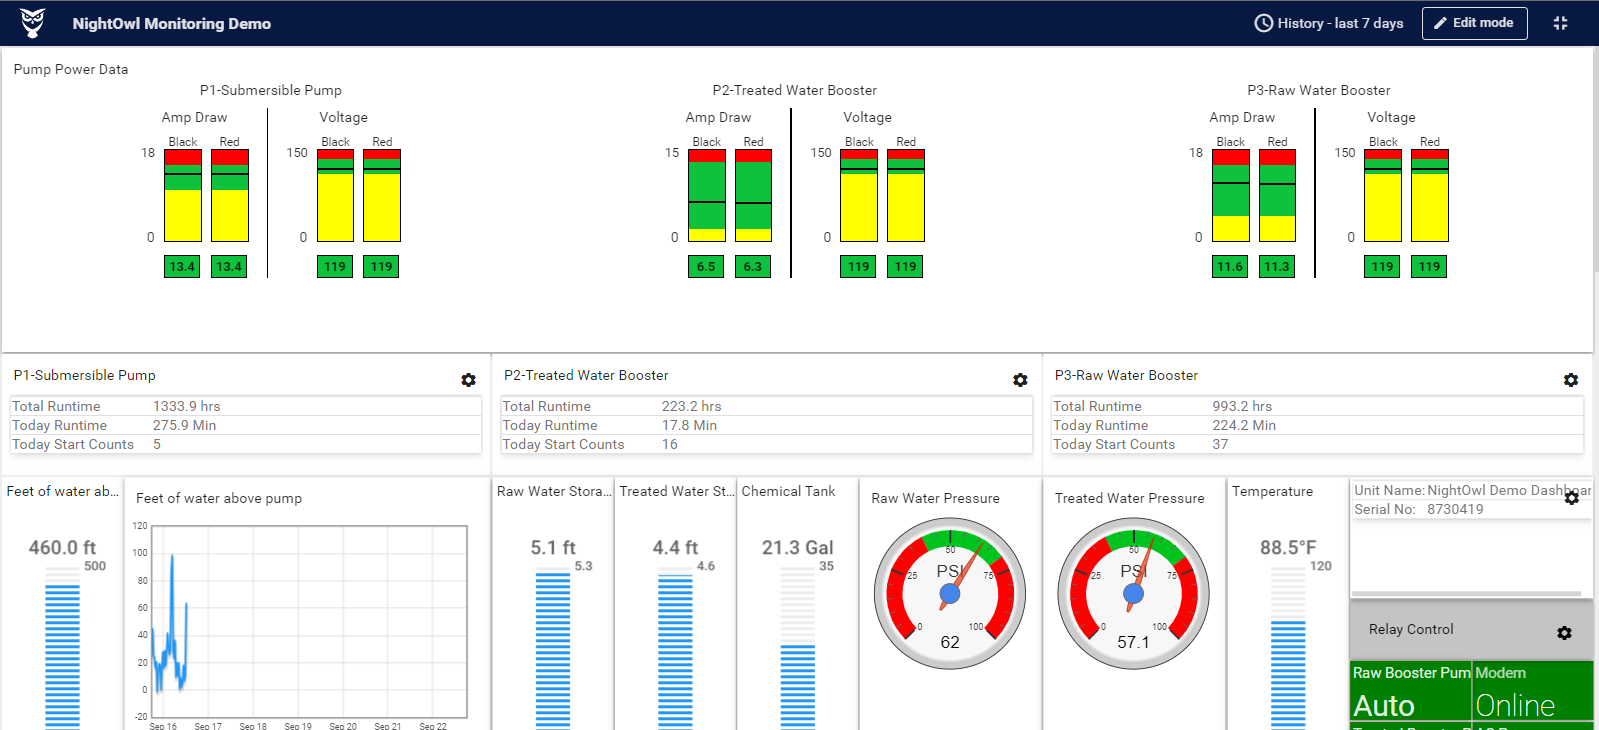 NightOwl Monitoring Demo
History - last 7 days
Edit mode
Pump Power Data
P1-Submersible Pump
Amp Draw
Voltage
Black Red
Black Red
18
150
0
0
13.4 13.4
119 119
P2-Treated Water Booster
Amp Draw
Voltage
Black Red
Black Red
15
150
0
0
6.5 6.3
119 119
P3-Raw Water Booster
Amp Draw
Voltage
Black Red
Black Red
18
150
0
0
11.6 11.3
119 119
P1-Submersible Pump
Total Runtime 1333.9 hrs
Today Runtime 275.9 Min
Today Start Counts 5
P2-Treated Water Booster
Total Runtime 223.2 hrs
Today Runtime 17.8 Min
Today Start Counts 16
P3-Raw Water Booster
Total Runtime 993.2 hrs
Today Runtime 224.2 Min
Today Start Counts 37
Feet of water ab...
460.0 ft
500
Feet of water above pump
120
100
80
60
40
20
0
-20
Sep 16 Sep 17 Sep 18 Sep 19 Sep 20 Sep 21 Sep 22
Raw Water Stora...
5.1 ft
5.3
Treated Water St...
4.4 ft
4.6
Chemical Tank
21.3 Gal
35
Raw Water Pressure
50
PSI
25 75
0 100
62
Treated Water Pressure
50
PSI
25 75
0 100
57.1
Temperature
88.5°F
120
Unit Name: NightOwl Demo Dashboar
Serial No: 8730419
Relay Control
Raw Booster Pum
Auto
Modem
Online